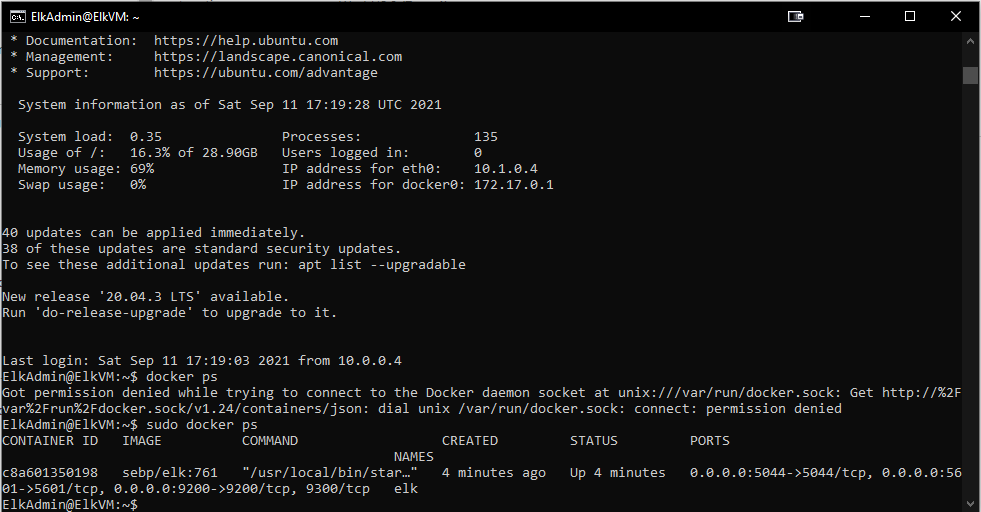 ElkAdmin@ElkVM: ~
* Documentation:  https://help.ubuntu.com
* Management:     https://landscape.canonical.com
* Support:        https://ubuntu.com/advantage
System information as of Sat Sep 11 17:19:28 UTC 2021
System load:  0.35               Processes:              135
Usage of /:   16.3% of 28.90GB   Users logged in:        0
Memory usage: 69%                IP address for eth0:    10.1.0.4
Swap usage:   0%                 IP address for docker0: 172.17.0.1
40 updates can be applied immediately.
38 of these updates are standard security updates.
To see these additional updates run: apt list --upgradable
New release '20.04.3 LTS' available.
Run 'do-release-upgrade' to upgrade to it.
Last login: Sat Sep 11 17:19:03 2021 from 10.0.0.4
ElkAdmin@ElkVM:~$ docker ps
Got permission denied while trying to connect to the Docker daemon socket at unix:///var/run/docker.sock: Get http://%2F
var%2Frun%2Fdocker.sock/v1.24/containers/json: dial unix /var/run/docker.sock: connect: permission denied
ElkAdmin@ElkVM:~$ sudo docker ps
CONTAINER ID   IMAGE          COMMAND                  CREATED         STATUS         PORTS
NAMES
c8a601350198   sebp/elk:761   "/usr/local/bin/star…"   4 minutes ago   Up 4 minutes   0.0.0.0:5044->5044/tcp, 0.0.0.0:56
01->5601/tcp, 0.0.0.0:9200->9200/tcp, 9300/tcp   elk
ElkAdmin@ElkVM:~$